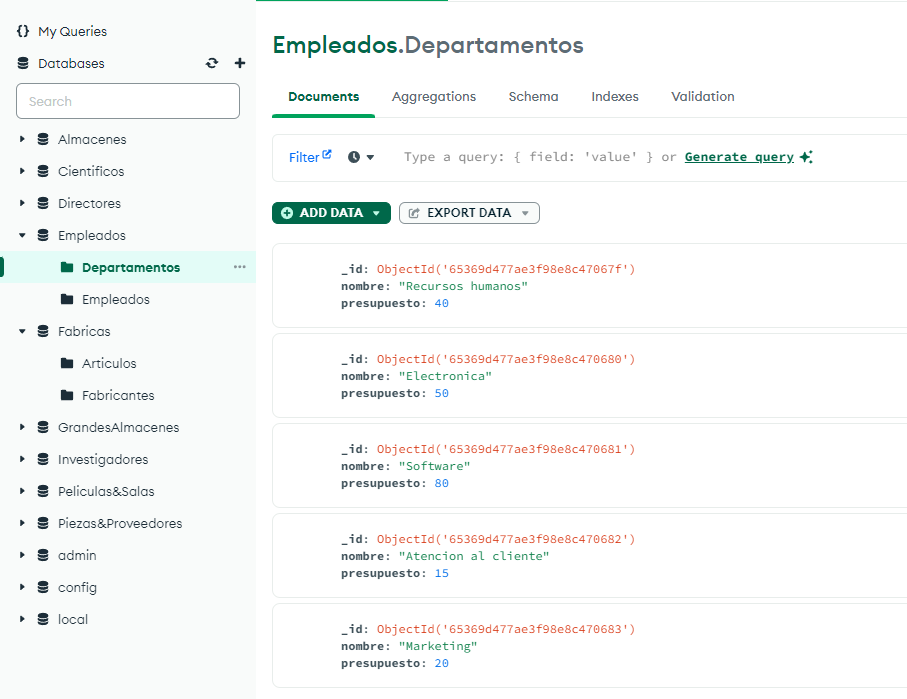 {} My Queries
Databases
Search
Almacenes
Cientificos
Directores
Empleados
Departamentos
Empleados
Fabricas
Articulos
Fabricantes
GrandesAlmacenes
Investigadores
Peliculas&Salas
Piezas&Proveedores
admin
config
local
Empleados.Departamentos
Documents Aggregations Schema Indexes Validation
Filter Type a query: { field: 'value' } or Generate query
ADD DATA EXPORT DATA
_id: ObjectId('65369d477ae3f98e8c47067f')
nombre: "Recursos humanos"
presupuesto: 40
_id: ObjectId('65369d477ae3f98e8c470680')
nombre: "Electronica"
presupuesto: 50
_id: ObjectId('65369d477ae3f98e8c470681')
nombre: "Software"
presupuesto: 80
_id: ObjectId('65369d477ae3f98e8c470682')
nombre: "Atencion al cliente"
presupuesto: 15
_id: ObjectId('65369d477ae3f98e8c470683')
nombre: "Marketing"
presupuesto: 20